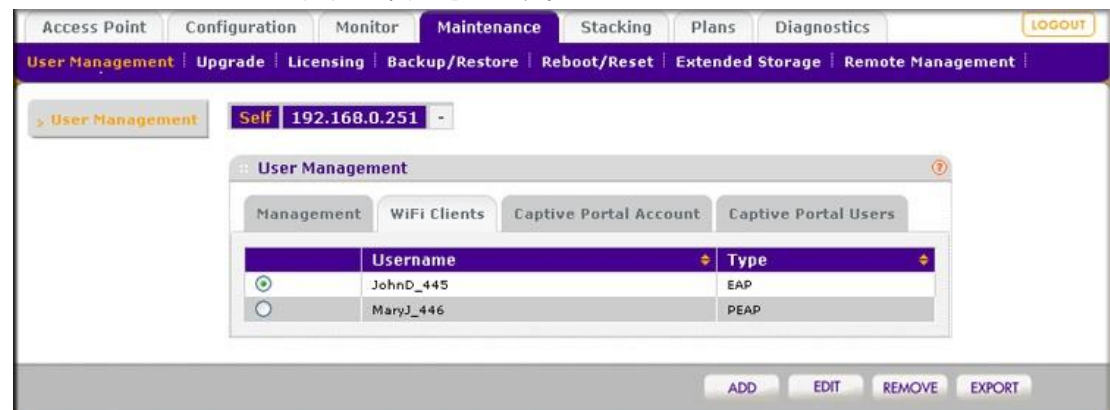 Access Point Configuration Monitor Maintenance Stacking Plans Diagnostics LOGOUT
User Management Upgrade Licensing Backup/Restore Reboot/Reset Extended Storage Remote Management
> User Management
Self 192.168.0.251 -
User Management ?
Management WiFi Clients Captive Portal Account Captive Portal Users
Username Type
JohnD_445 EAP
MaryJ_446 PEAP
ADD EDIT REMOVE EXPORT